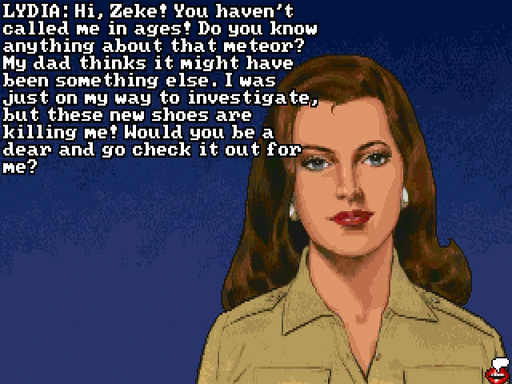 LYDIA: Hi, Zeke! You haven't
called me in ages! Do you know
anything about that meteor?
My dad thinks it might have
been something else. I was
just on my way to investigate,
but these new shoes are
killing me! Would you be a
dear and go check it out for
me?